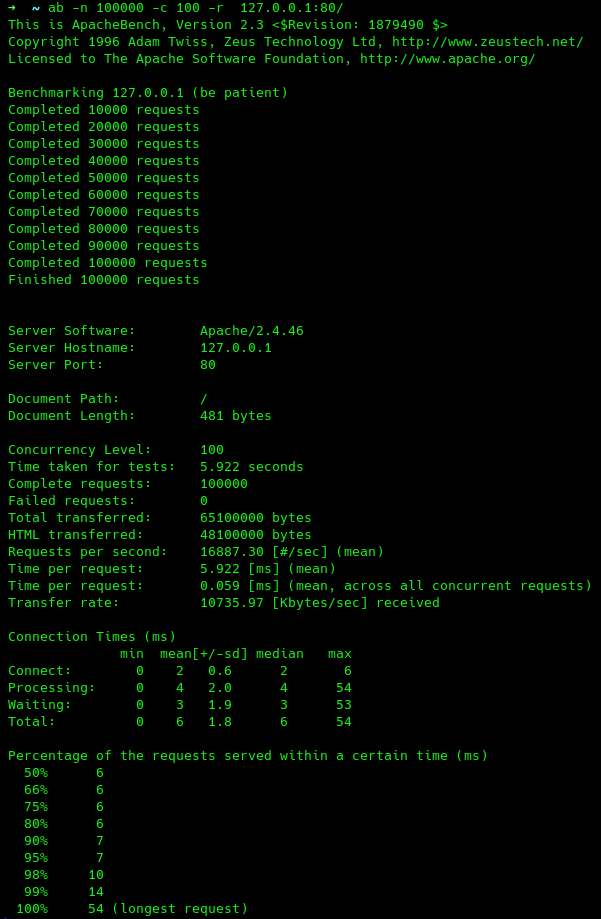 ➜  ~ ab -n 100000 -c 100 -r  127.0.0.1:80/
This is ApacheBench, Version 2.3 <$Revision: 1879490 $>
Copyright 1996 Adam Twiss, Zeus Technology Ltd, http://www.zeustech.net/
Licensed to The Apache Software Foundation, http://www.apache.org/

Benchmarking 127.0.0.1 (be patient)
Completed 10000 requests
Completed 20000 requests
Completed 30000 requests
Completed 40000 requests
Completed 50000 requests
Completed 60000 requests
Completed 70000 requests
Completed 80000 requests
Completed 90000 requests
Completed 100000 requests
Finished 100000 requests


Server Software:        Apache/2.4.46
Server Hostname:        127.0.0.1
Server Port:            80

Document Path:          /
Document Length:        481 bytes

Concurrency Level:      100
Time taken for tests:   5.922 seconds
Complete requests:      100000
Failed requests:        0
Total transferred:      65100000 bytes
HTML transferred:       48100000 bytes
Requests per second:    16887.30 [#/sec] (mean)
Time per request:       5.922 [ms] (mean)
Time per request:       0.059 [ms] (mean, across all concurrent requests)
Transfer rate:          10735.97 [Kbytes/sec] received

Connection Times (ms)
              min  mean[+/-sd] median   max
Connect:        0    2   0.6      2       6
Processing:     0    4   2.0      4      54
Waiting:        0    3   1.9      3      53
Total:          0    6   1.8      6      54

Percentage of the requests served within a certain time (ms)
  50%      6
  66%      6
  75%      6
  80%      6
  90%      7
  95%      7
  98%     10
  99%     14
 100%     54 (longest request)